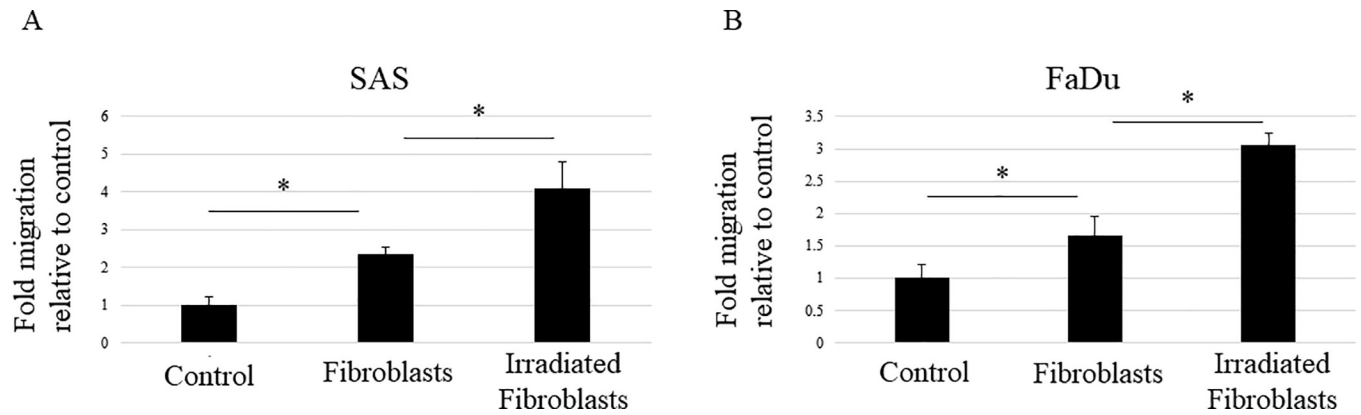 A
SAS
Fold migration
relative to control
6
5
4
3
2
1
0
*
*
Control
Fibroblasts
Irradiated
Fibroblasts
B
FaDu
Fold migration
relative to control
3.5
3
2.5
2
1.5
1
0.5
0
*
*
Control
Fibroblasts
Irradiated
Fibroblasts